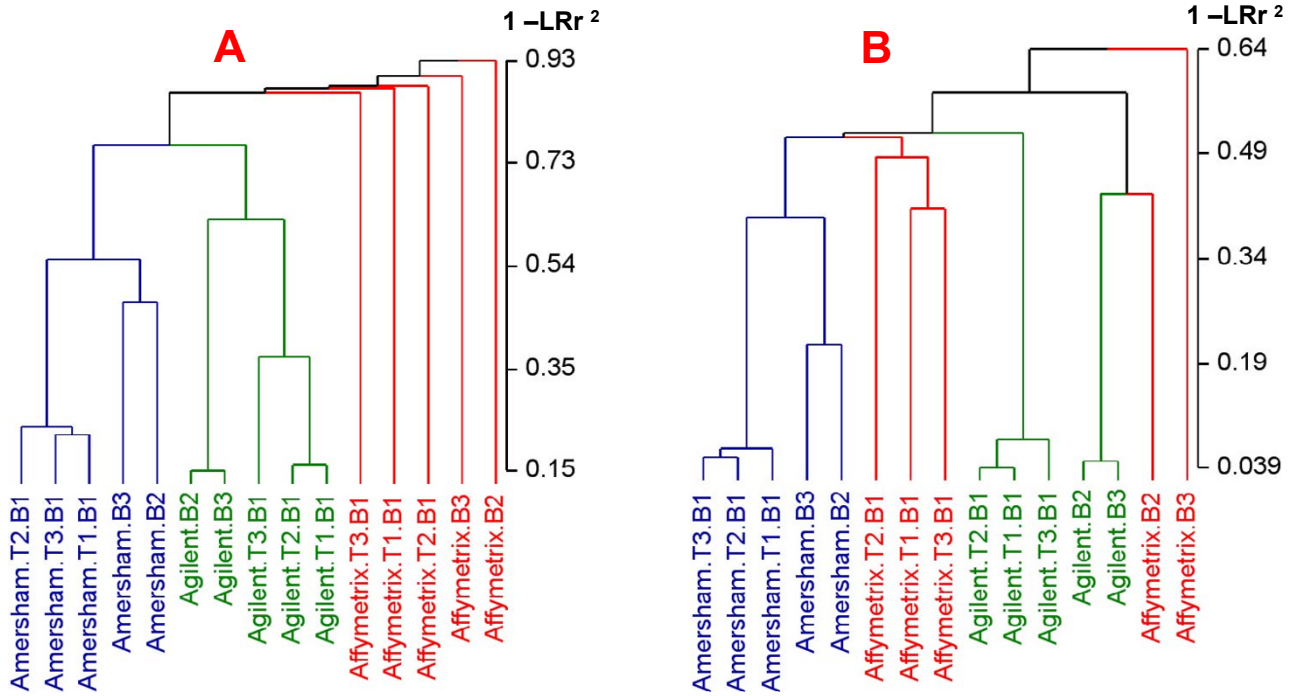 A
1 –LRr ²
0.93
0.73
0.54
0.35
0.15
Amersham.T2.B1
Amersham.T3.B1
Amersham.T1.B1
Amersham.B3
Amersham.B2
Agilent.B2
Agilent.B3
Agilent.T3.B1
Agilent.T2.B1
Agilent.T1.B1
Affymetrix.T3.B1
Affymetrix.T1.B1
Affymetrix.T2.B1
Affymetrix.B3
Affymetrix.B2
B
1 –LRr ²
0.64
0.49
0.34
0.19
0.039
Amersham.T3.B1
Amersham.T2.B1
Amersham.T1.B1
Amersham.B3
Amersham.B2
Affymetrix.T2.B1
Affymetrix.T1.B1
Affymetrix.T3.B1
Agilent.T2.B1
Agilent.T1.B1
Agilent.T3.B1
Agilent.B2
Agilent.B3
Affymetrix.B2
Affymetrix.B3